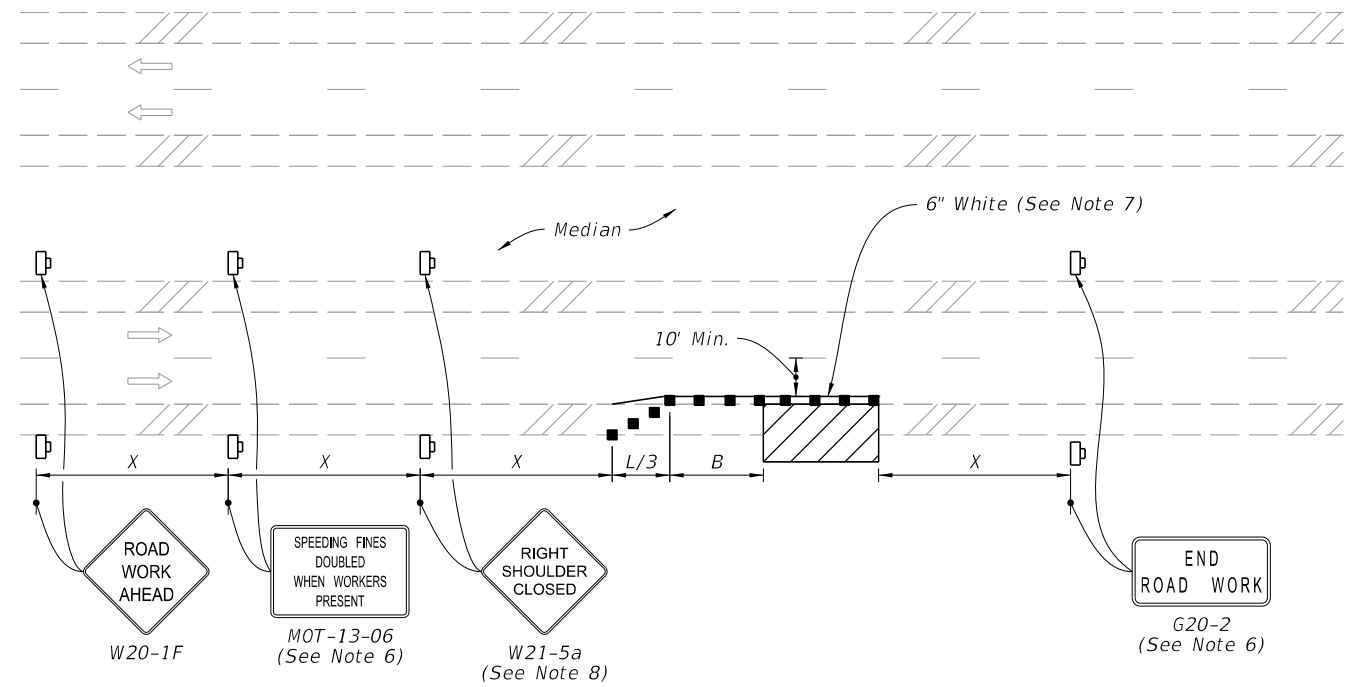 6" White (See Note 7)
Median
10' Min.
X
X
X
L/3
B
X
ROAD
WORK
AHEAD
W20-1F
SPEEDING FINES
DOUBLED
WHEN WORKERS
PRESENT
MOT-13-06
(See Note 6)
RIGHT
SHOULDER
CLOSED
W21-5a
(See Note 8)
END
ROAD WORK
G20-2
(See Note 6)